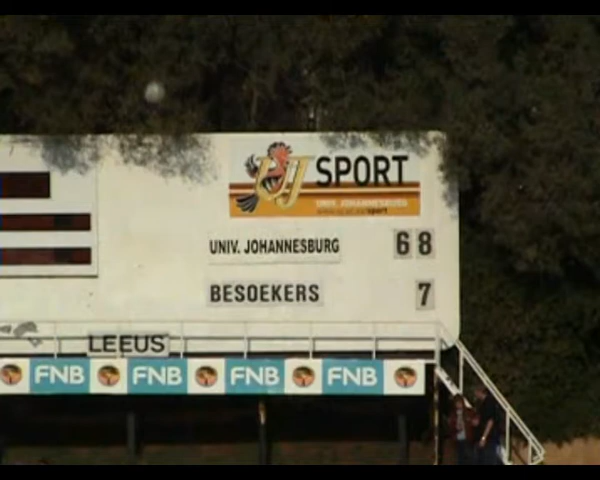 UJ SPORT
UNIV. JOHANNESBURG
UNIV. JOHANNESBURG 68
BESOEKERS 7
LEEUS
FNB FNB FNB FNB